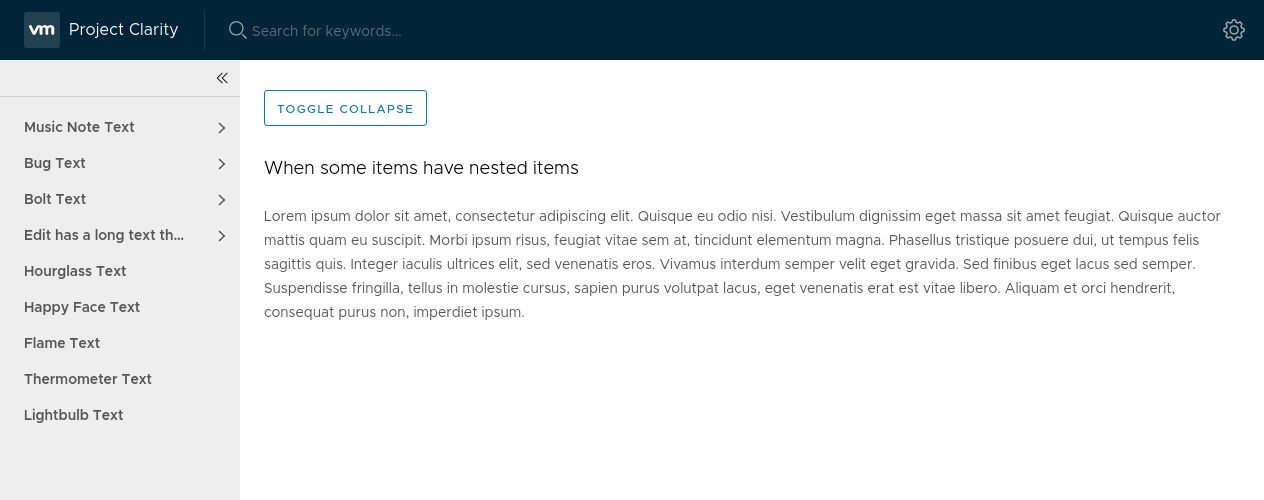 vm Project Clarity
Search for keywords...
Music Note Text
Bug Text
Bolt Text
Edit has a long text th...
Hourglass Text
Happy Face Text
Flame Text
Thermometer Text
Lightbulb Text
TOGGLE COLLAPSE
When some items have nested items
Lorem ipsum dolor sit amet, consectetur adipiscing elit. Quisque eu odio nisi. Vestibulum dignissim eget massa sit amet feugiat. Quisque auctor
mattis quam eu suscipit. Morbi ipsum risus, feugiat vitae sem at, tincidunt elementum magna. Phasellus tristique posuere dui, ut tempus felis
sagittis quis. Integer iaculis ultrices elit, sed venenatis eros. Vivamus interdum semper velit eget gravida. Sed finibus eget lacus sed semper.
Suspendisse fringilla, tellus in molestie cursus, sapien purus volutpat lacus, eget venenatis erat est vitae libero. Aliquam et orci hendrerit,
consequat purus non, imperdiet ipsum.